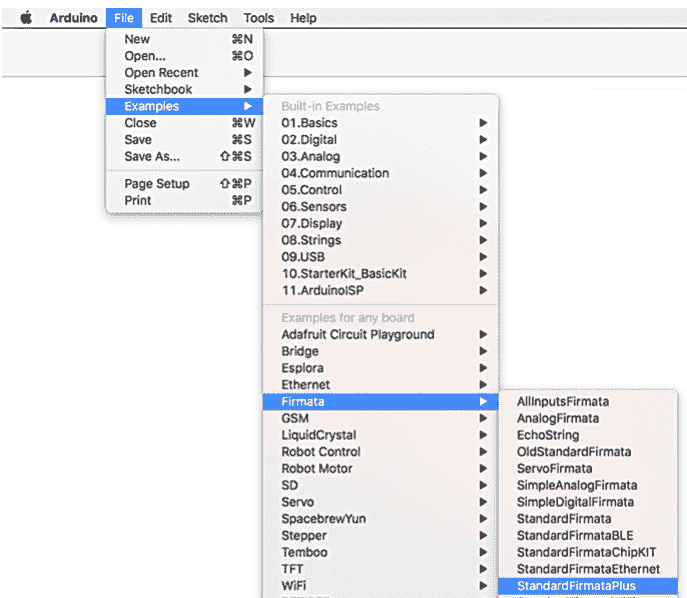 Arduino File Edit Sketch Tools Help
New ⌘N
Open... ⌘O
Open Recent
Sketchbook
Examples
Close ⌘W
Save ⌘S
Save As... ⇧⌘S
Page Setup ⇧⌘P
Print ⌘P
Built-in Examples
01.Basics
02.Digital
03.Analog
04.Communication
05.Control
06.Sensors
07.Display
08.Strings
09.USB
10.StarterKit_BasicKit
11.ArduinoISP
Examples for any board
Adafruit Circuit Playground
Bridge
Esplora
Ethernet
Firmata
GSM
LiquidCrystal
Robot Control
Robot Motor
SD
Servo
SpacebrewYun
Stepper
Temboo
TFT
WiFi
AllInputsFirmata
AnalogFirmata
EchoString
OldStandardFirmata
ServoFirmata
SimpleAnalogFirmata
SimpleDigitalFirmata
StandardFirmata
StandardFirmataBLE
StandardFirmataChipKIT
StandardFirmataEthernet
StandardFirmataPlus